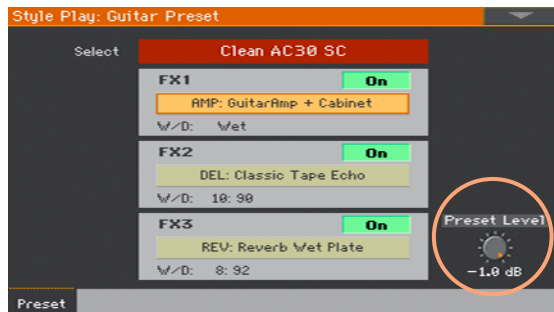 Style Play: Guitar Preset
Select Clean AC30 SC
FX1 On
AMP: GuitarAmp + Cabinet
W/D: Wet
FX2 On
DEL: Classic Tape Echo
W/D: 10: 90
FX3 On
Preset Level
REV: Reverb Wet Plate
W/D: 8: 92
-1.0 dB
Preset